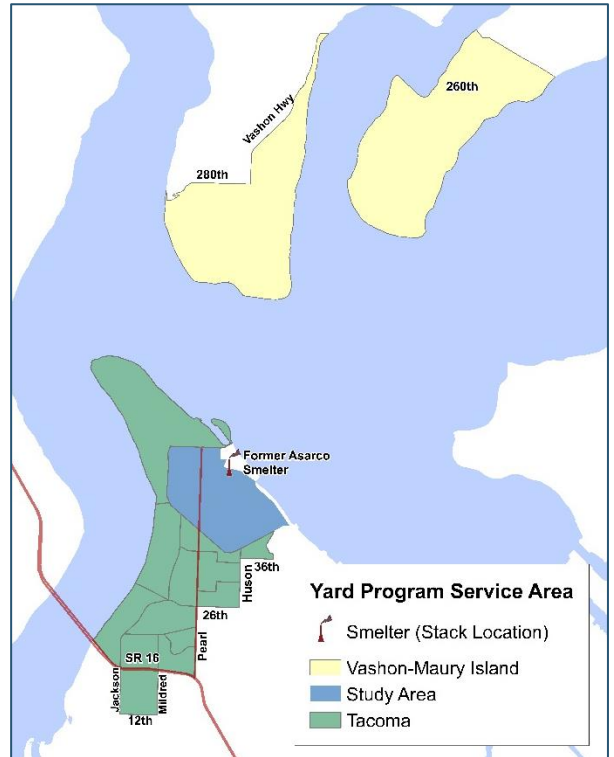 260th
Vashon Hwy
280th
Former Asarco
Smelter
36th
Huson
26th
Pearl
SR 16
Jackson
Mildred
12th
Yard Program Service Area
Smelter (Stack Location)
Vashon-Maury Island
Study Area
Tacoma